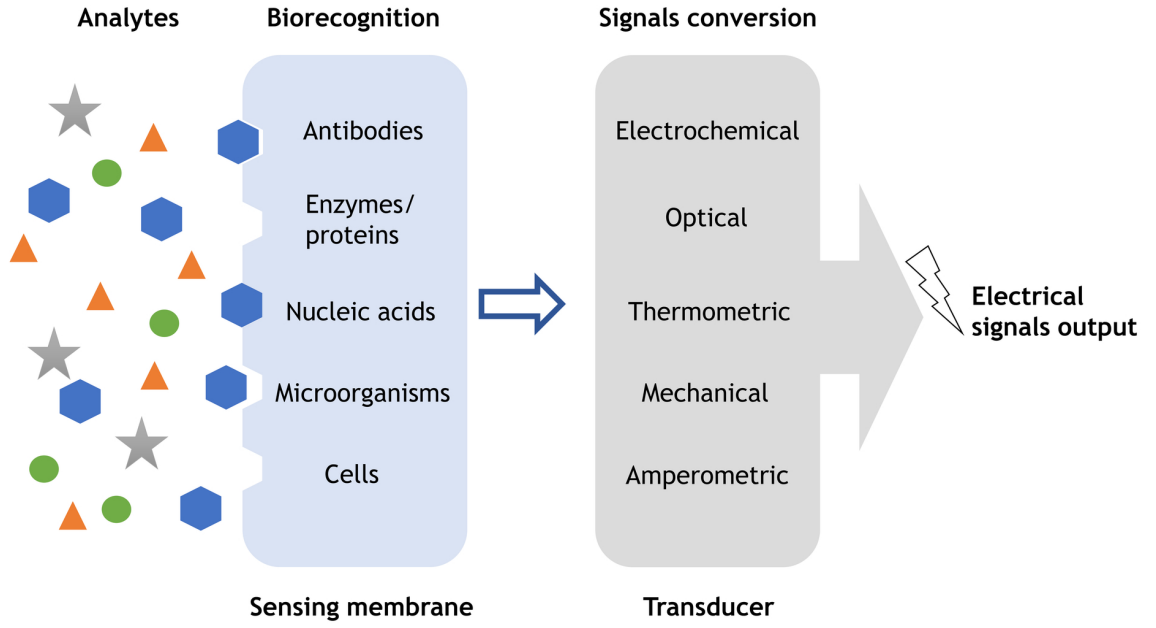 Analytes
Biorecognition
Signals conversion
Antibodies
Enzymes/
proteins
Nucleic acids
Microorganisms
Cells
Electrochemical
Optical
Thermometric
Mechanical
Amperometric
Electrical
signals output
Sensing membrane
Transducer